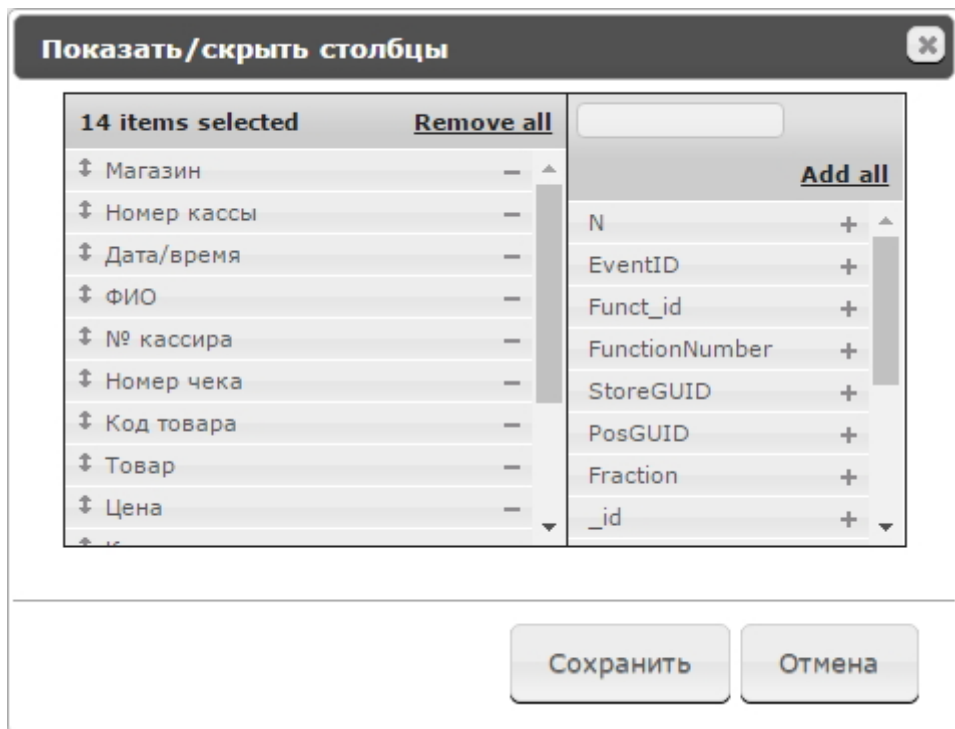 Показать/скрыть столбцы
14 items selected
Remove all
Add all
Магазин
Номер кассы
Дата/время
ФИО
№ кассира
Номер чека
Код товара
Товар
Цена
N
EventID
Funct_id
FunctionNumber
StoreGUID
PosGUID
Fraction
_id
Сохранить
Отмена